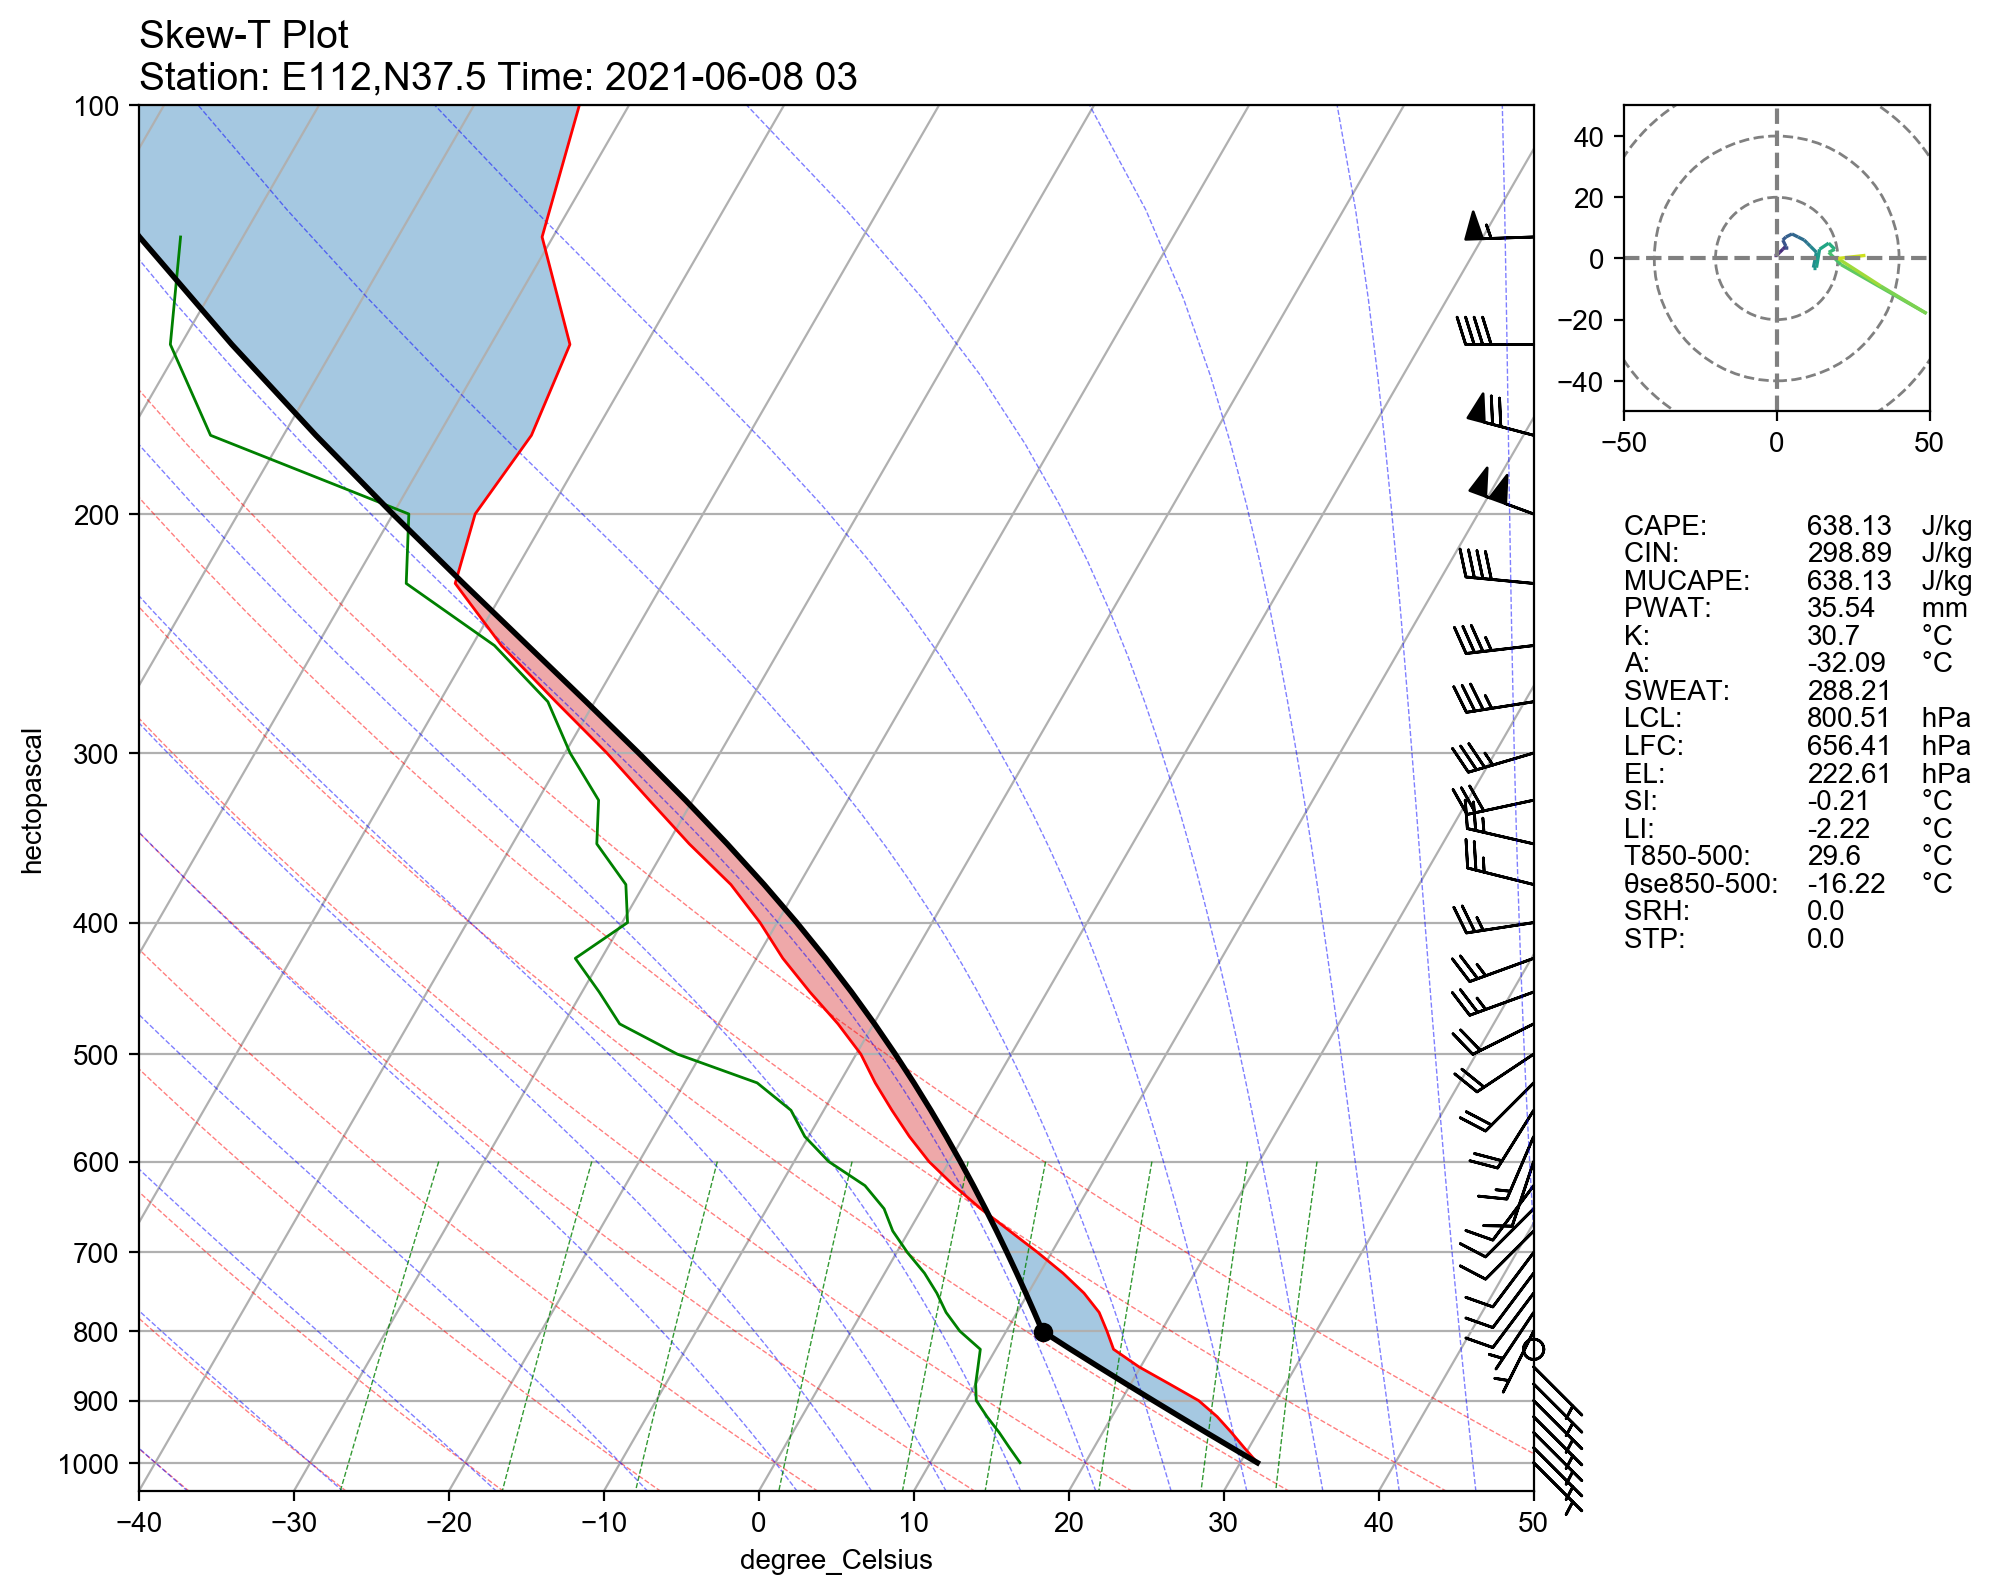 Skew-T Plot
Station: E112,N37.5 Time: 2021-06-08 03
100
200
300
400
500
600
700
800
900
1000
hectopascal
−40 −30 −20 −10 0 10 20 30 40 50
degree_Celsius
40
20
0
−20
−40
−50 0 50
CAPE: 638.13 J/kg
CIN: 298.89 J/kg
MUCAPE: 638.13 J/kg
PWAT: 35.54 mm
K: 30.7 °C
A: -32.09 °C
SWEAT: 288.21
LCL: 800.51 hPa
LFC: 656.41 hPa
EL: 222.61 hPa
SI: -0.21 °C
LI: -2.22 °C
T850-500: 29.6 °C
θse850-500: -16.22 °C
SRH: 0.0
STP: 0.0